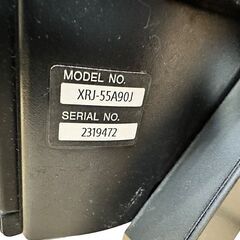 MODEL NO.
XRJ-55A90J
SERIAL NO.
2319472